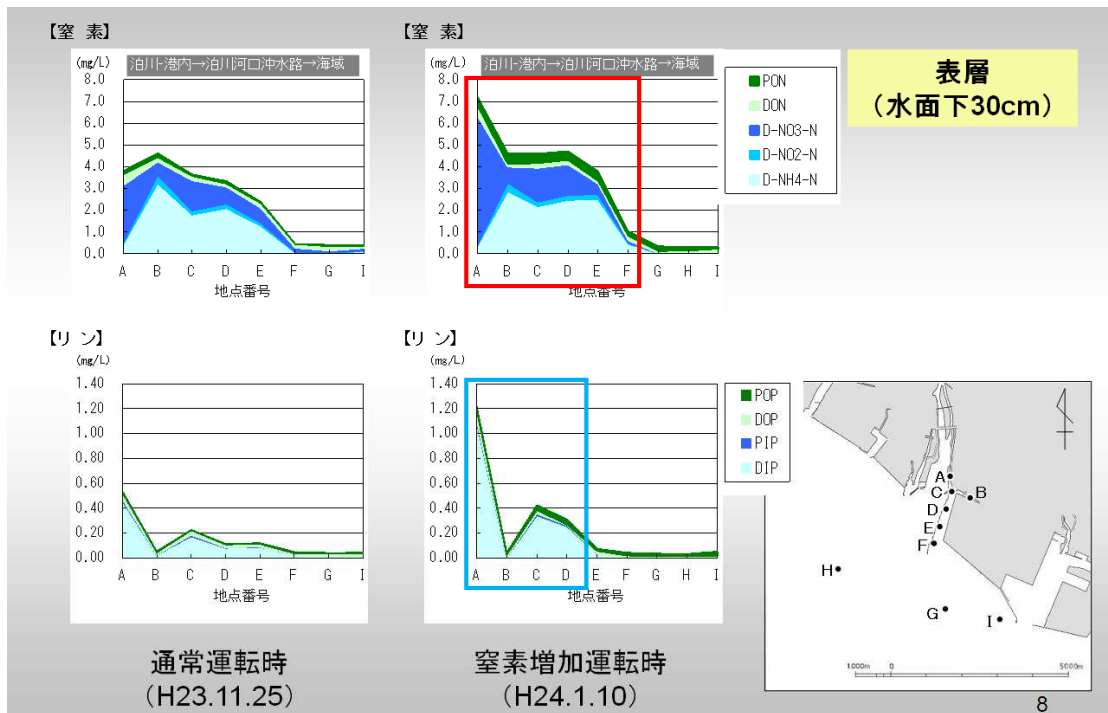 【窒 素】
(mg/L)
泊川-港内→泊川河口沖水路→海域
8.0
7.0
6.0
5.0
4.0
3.0
2.0
1.0
0.0
A B C D E F G H I
地点番号
【窒 素】
(mg/L)
泊川-港内→泊川河口沖水路→海域
8.0
7.0
6.0
5.0
4.0
3.0
2.0
1.0
0.0
A B C D E F G H I
地点番号
PON
DON
D-NO3-N
D-NO2-N
D-NH4-N
表層
(水面下30cm)
【リ ン】
(mg/L)
1.40
1.20
1.00
0.80
0.60
0.40
0.20
0.00
A B C D E F G H I
地点番号
【リ ン】
(mg/L)
1.40
1.20
1.00
0.80
0.60
0.40
0.20
0.00
A B C D E F G H I
地点番号
POP
DOP
PIP
DIP
A
C
B
D
E
F
H
G
I
1000m 0 5000m
通常運転時
(H23.11.25)
窒素増加運転時
(H24.1.10)
8